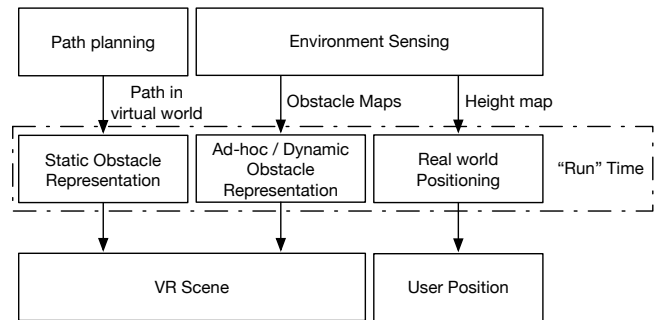 Path planning
Environment Sensing
Path in
virtual world
Obstacle Maps
Height map
Static Obstacle
Representation
Ad-hoc / Dynamic
Obstacle
Representation
Real world
Positioning
“Run” Time
VR Scene
User Position